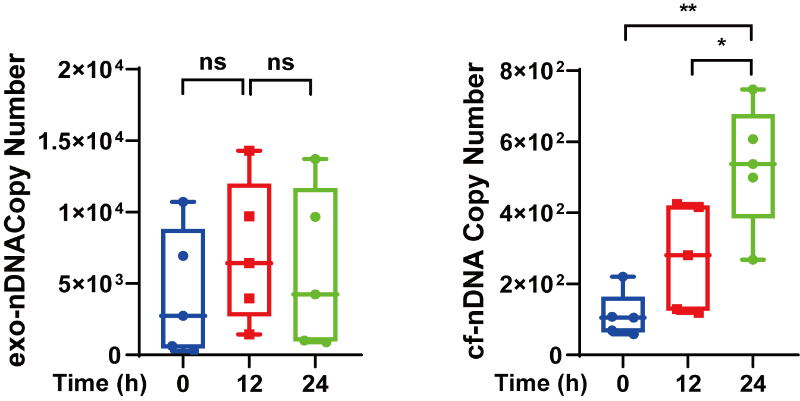 exo-nDNACopy Number
2×10⁴
1.5×10⁴
1×10⁴
5×10³
0
ns ns
Time (h) 0 12 24
cf-nDNA Copy Number
8×10²
6×10²
4×10²
2×10²
0
**
*
Time (h) 0 12 24